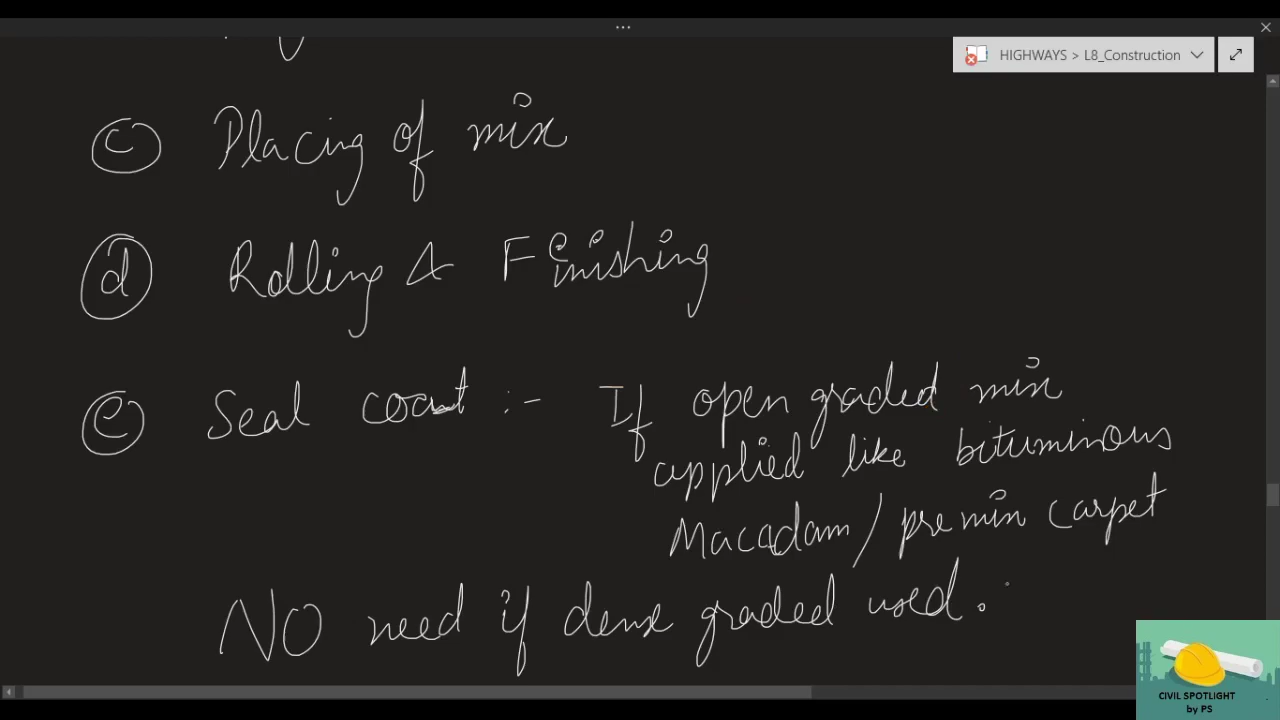 HIGHWAYS > L8_Construction
c Placing of mix
d Rolling & Finishing
e Seal coat :- If open graded mix
applied like bituminous
Macadam / premix carpet
NO need if dense graded used.
CIVIL SPOTLIGHT
by PS